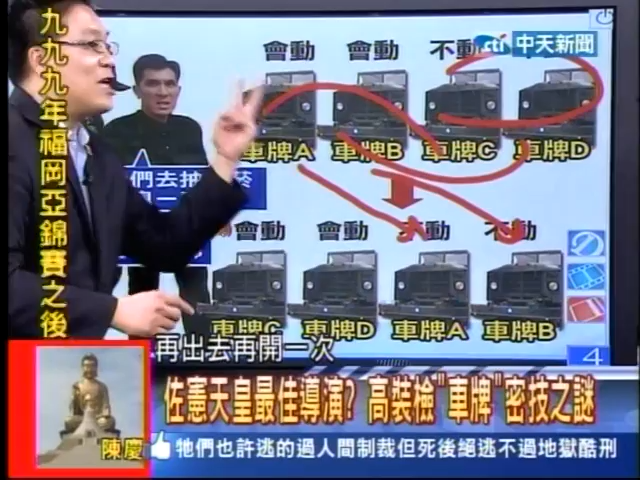 九九九年福岡亞錦賽之後
會動 會動 不動
中天新聞
車牌A 車牌B 車牌C 車牌D
們去抽 菸
會動 會動 不動 不動
車牌C 車牌D 車牌A 車牌B
4
再出去再開一次
佐憲天皇最佳導演? 高裝檢"車牌"密技之謎
陳慶
牠們也許逃的過人間制裁但死後絕逃不過地獄酷刑